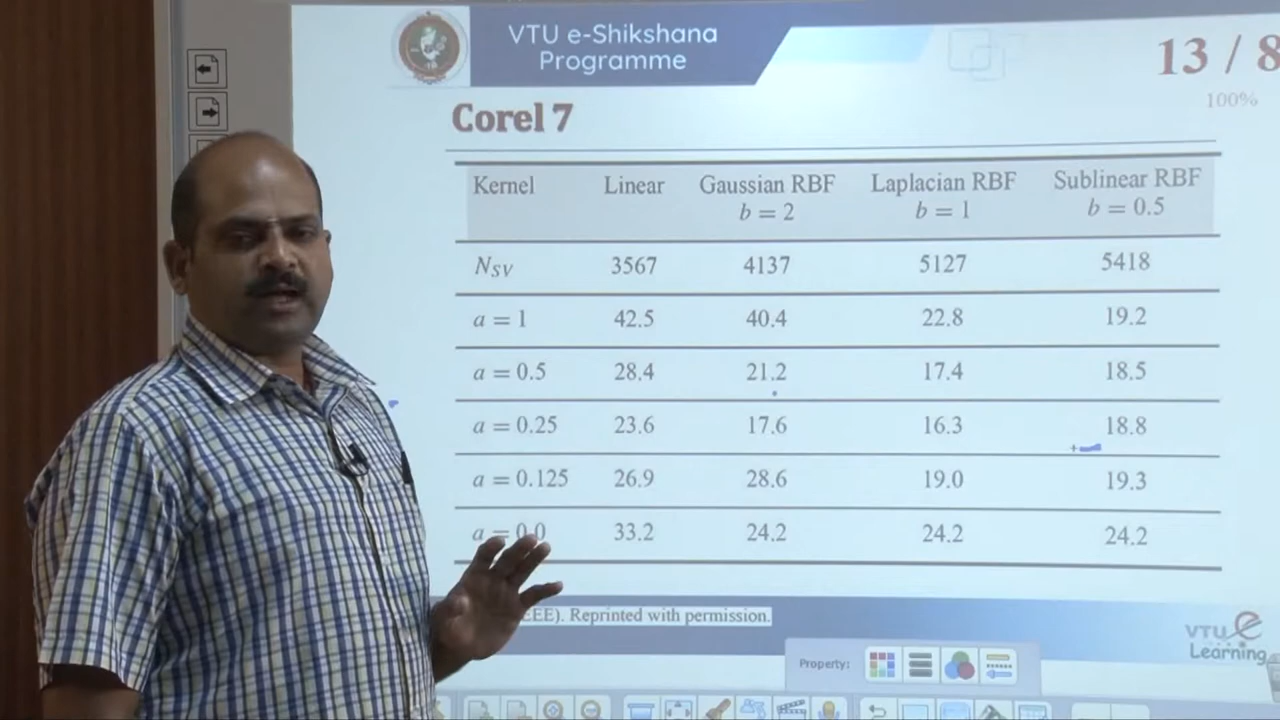 VTU e-Shikshana
Programme
13 / 8
100%
Corel 7
Kernel Linear Gaussian RBF Laplacian RBF Sublinear RBF
b = 2 b = 1 b = 0.5
NSV 3567 4137 5127 5418
a = 1 42.5 40.4 22.8 19.2
a = 0.5 28.4 21.2 17.4 18.5
a = 0.25 23.6 17.6 16.3 18.8
a = 0.125 26.9 28.6 19.0 19.3
a = 0.0 33.2 24.2 24.2 24.2
EEE). Reprinted with permission.
VTU e
Learning
Property: